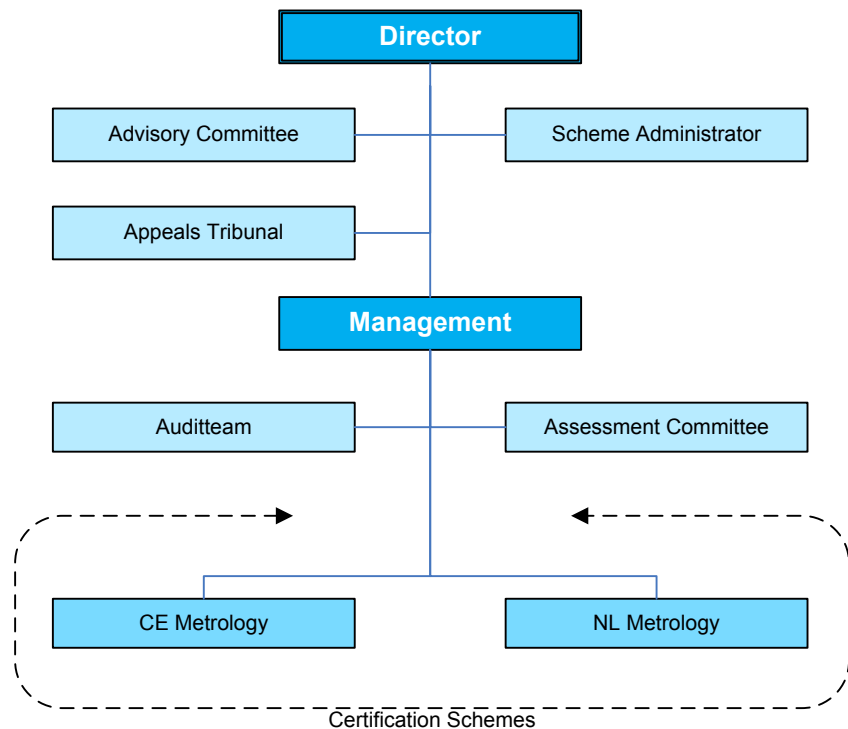 Director
Advisory Committee
Scheme Administrator
Appeals Tribunal
Management
Auditteam
Assessment Committee
CE Metrology
NL Metrology
Certification Schemes